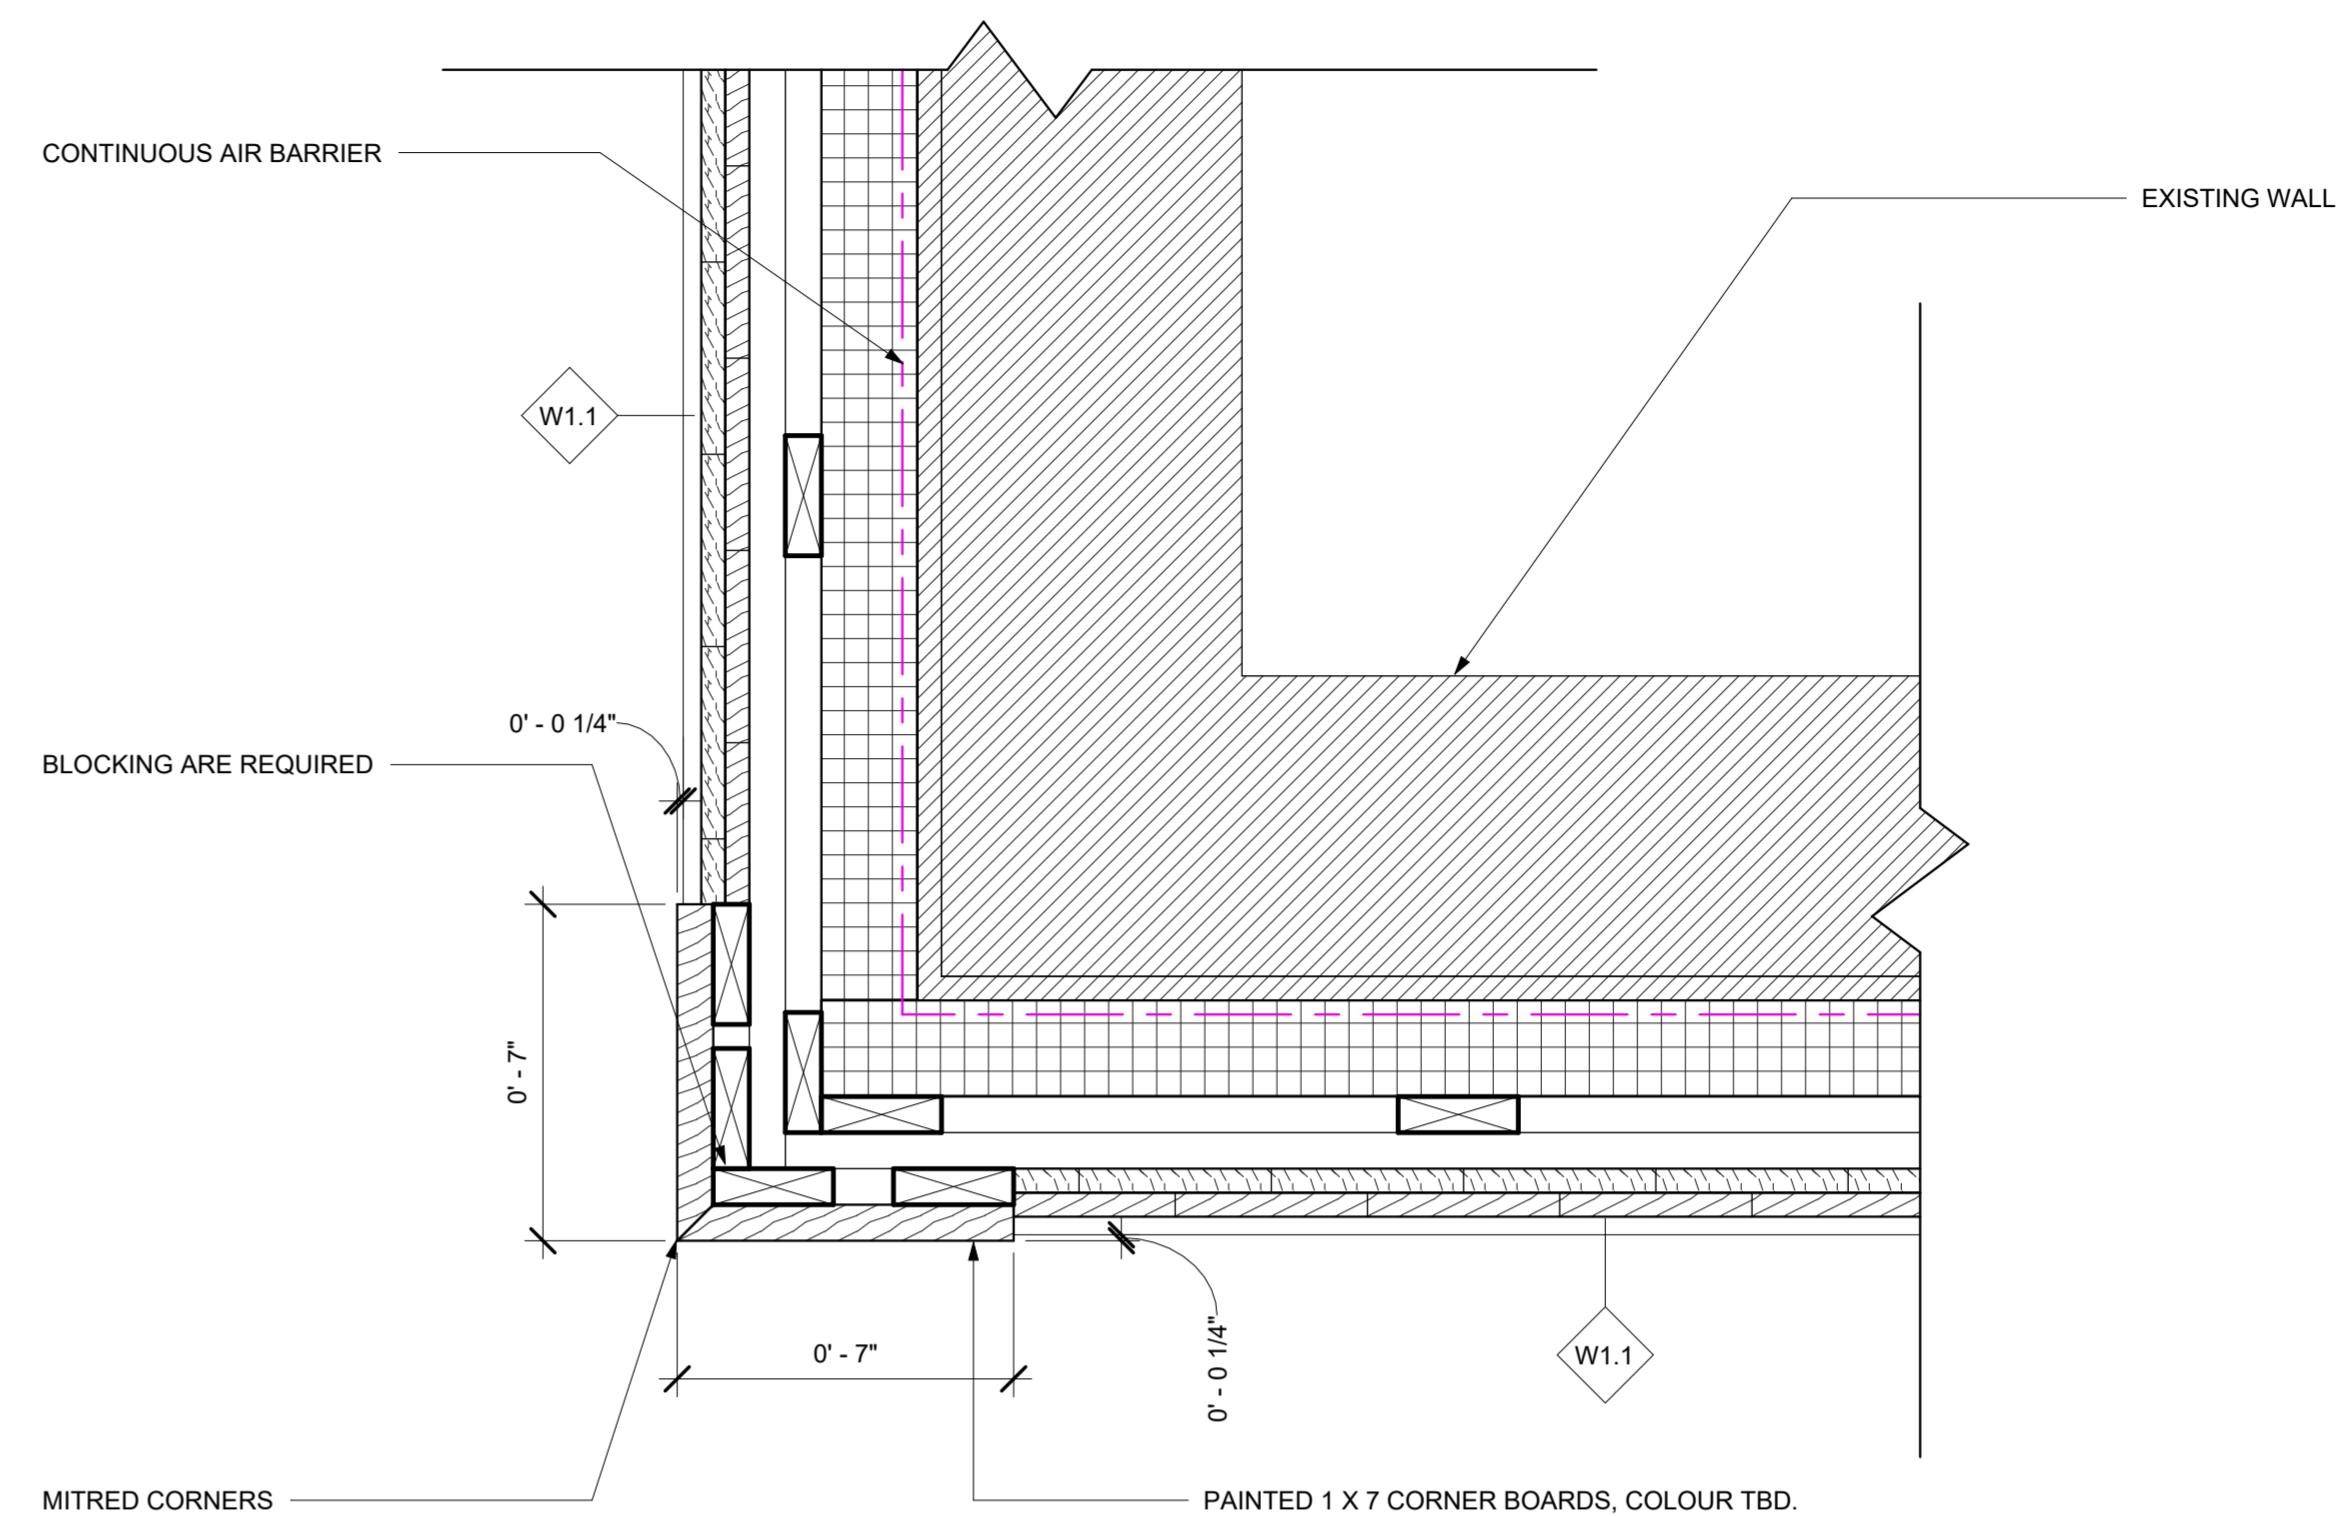 CONTINUOUS AIR BARRIER
EXISTING WALL
W1.1
0' - 0 1/4"
BLOCKING ARE REQUIRED
0' - 7"
0' - 7"
0' - 0 1/4"
W1.1
MITRED CORNERS
PAINTED 1 X 7 CORNER BOARDS, COLOUR TBD.